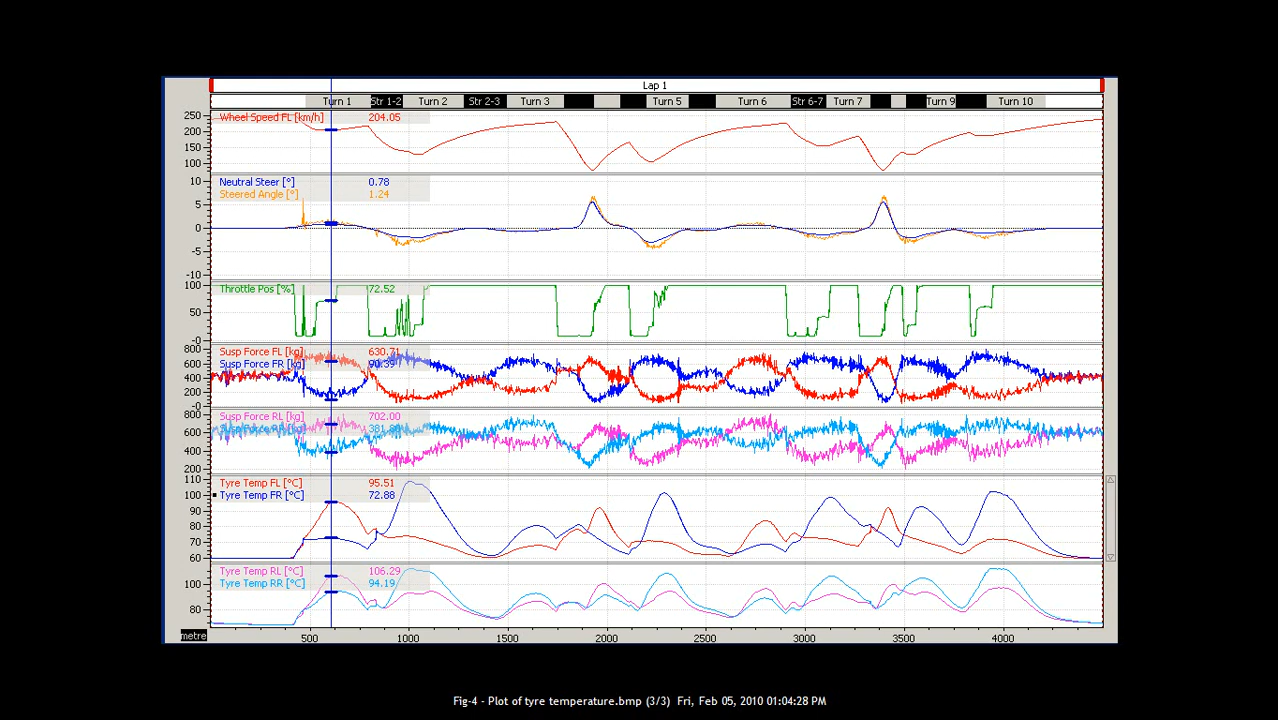 Lap 1
Turn 1 Str 1-2 Turn 2 Str 2-3 Turn 3 Turn 5 Turn 6 Str 6-7 Turn 7 Turn 9 Turn 10
250
200
150
100
Wheel Speed FL [km/h] 204.05
10
5
0
-5
-10
Neutral Steer [°] 0.78
Steered Angle [°] 1.24
100
50
-0
Throttle Pos [%] 72.52
800
600
400
200
0
Susp Force FL [kg] 630.71
Susp Force FR [kg]
800
600
400
200
Susp Force RL [kg] 702.00
Susp Force RR [kg]
110
100
90
80
70
60
Tyre Temp FL [°C] 95.51
Tyre Temp FR [°C] 72.88
100
80
Tyre Temp RL [°C] 106.29
Tyre Temp RR [°C] 94.19
metre 500 1000 1500 2000 2500 3000 3500 4000
Fig-4 - Plot of tyre temperature.bmp (3/3) Fri, Feb 05, 2010 01:04:28 PM